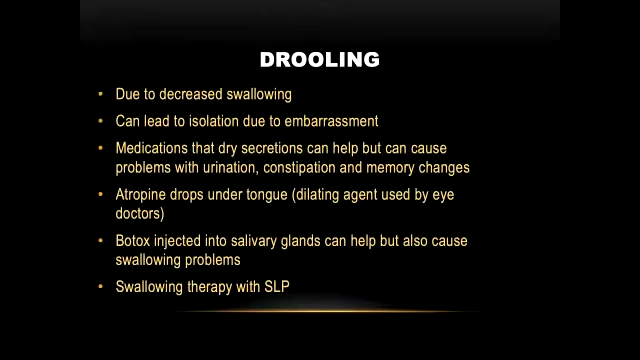 DROOLING
• Due to decreased swallowing
• Can lead to isolation due to embarrassment
• Medications that dry secretions can help but can cause
problems with urination, constipation and memory changes
• Atropine drops under tongue (dilating agent used by eye
doctors)
• Botox injected into salivary glands can help but also cause
swallowing problems
• Swallowing therapy with SLP